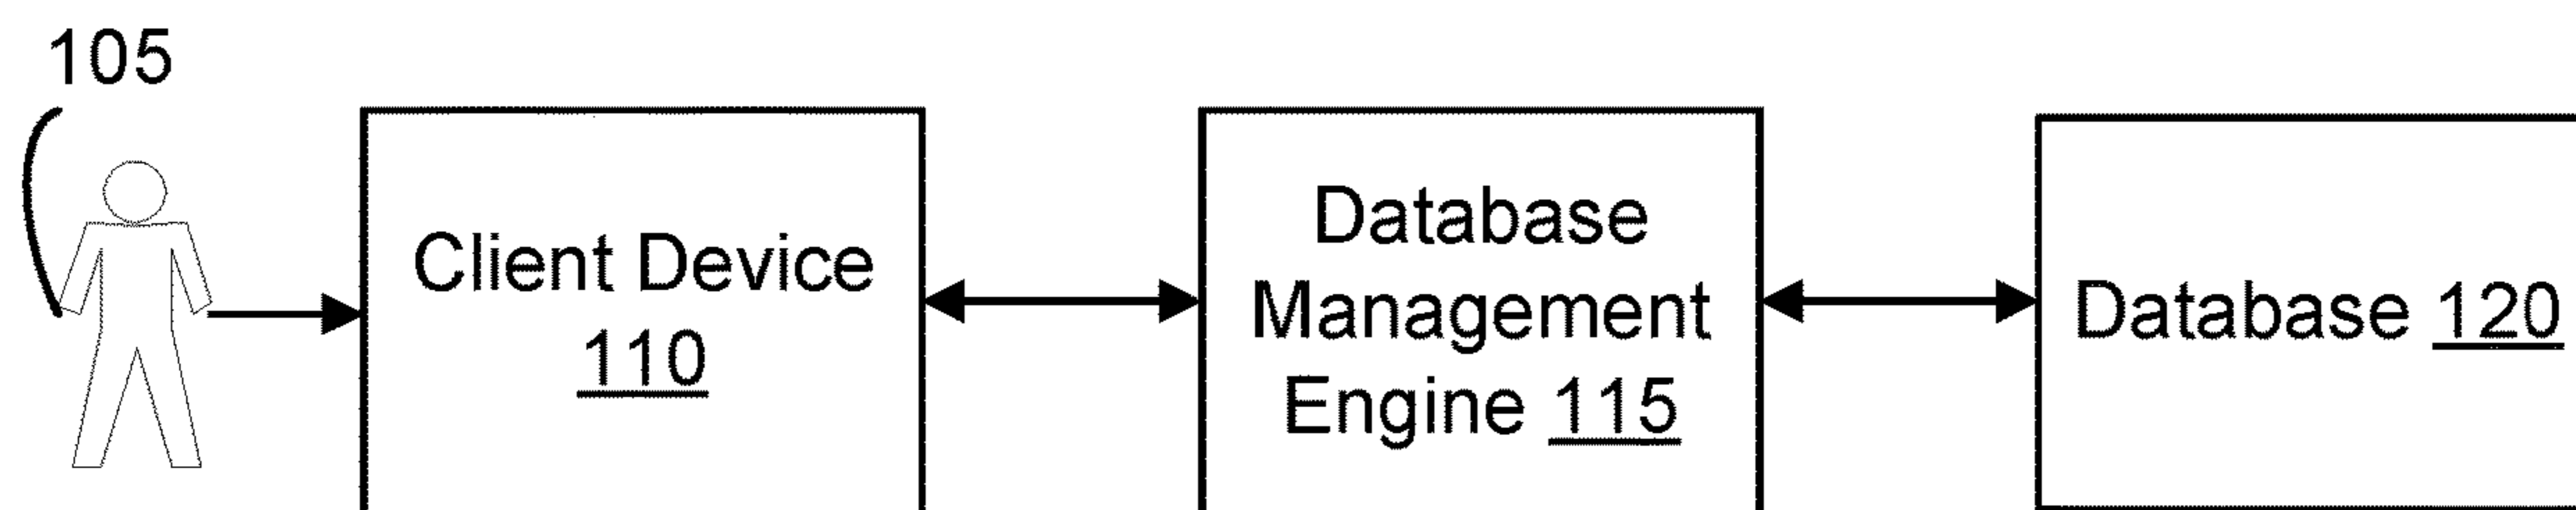 105
Client Device
110
Database
Management
Engine 115
Database 120